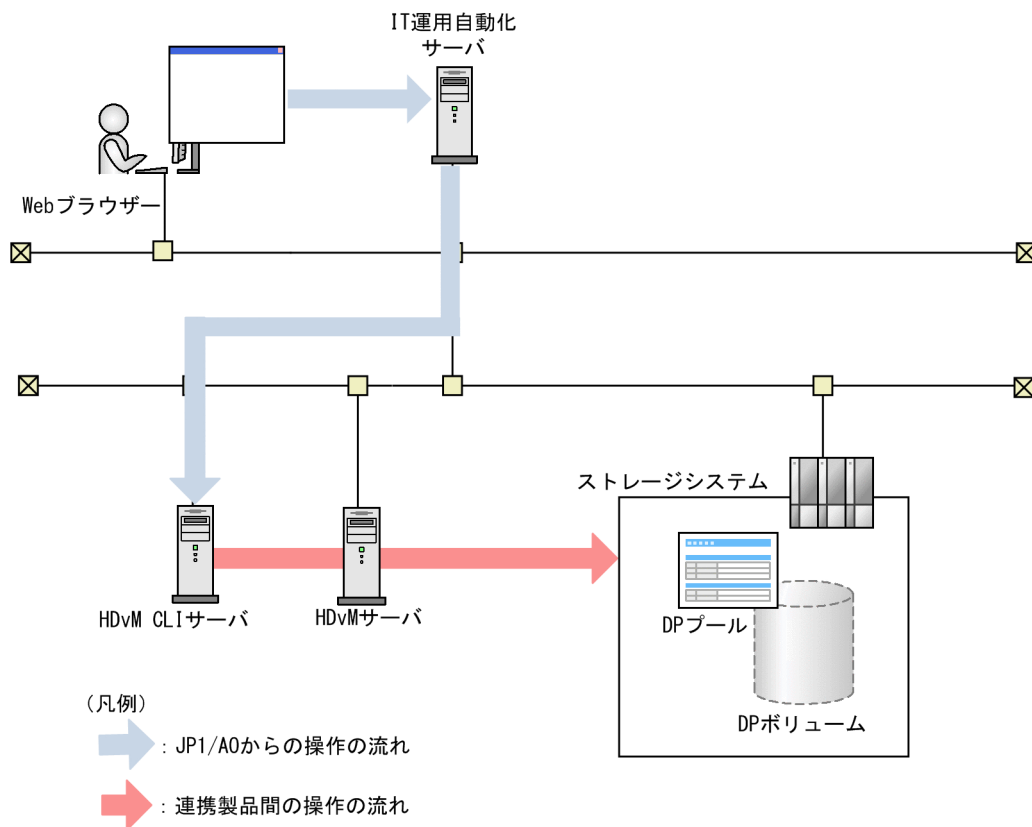 IT運用自動化
サーバ
Webブラウザー
ストレージシステム
DPプール
HDvM CLIサーバ
HDvMサーバ
DPボリューム
(凡例)
: JP1/AOからの操作の流れ
: 連携製品間の操作の流れ